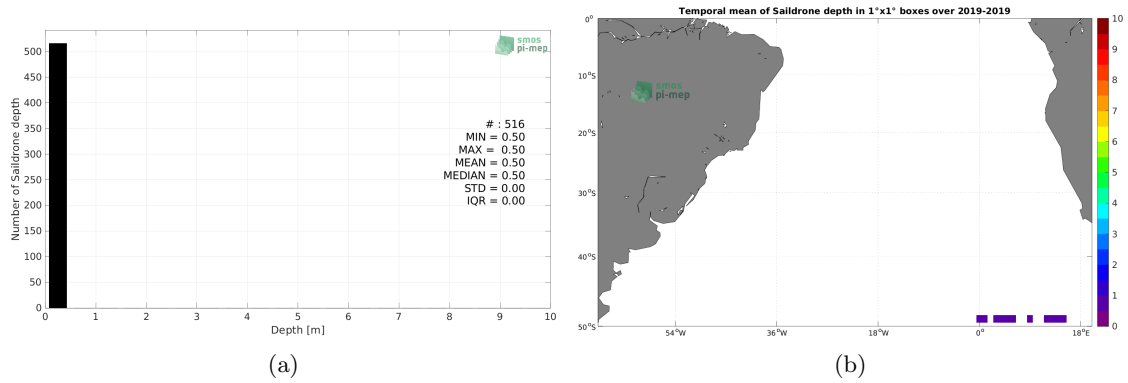 500
450
400
350
300
250
200
150
100
50
0
Number of Saildrone depth
smos
pi-mep
# : 516
MIN = 0.50
MAX = 0.50
MEAN = 0.50
MEDIAN = 0.50
STD = 0.00
IQR = 0.00
0 1 2 3 4 5 6 7 8 9 10
Depth [m]
(a)
Temporal mean of Saildrone depth in 1°x1° boxes over 2019-2019
0°
10°S
20°S
30°S
40°S
50°S
smos
pi-mep
54°W 36°W 18°W 0° 18°E
10
9
8
7
6
5
4
3
2
1
0
(b)